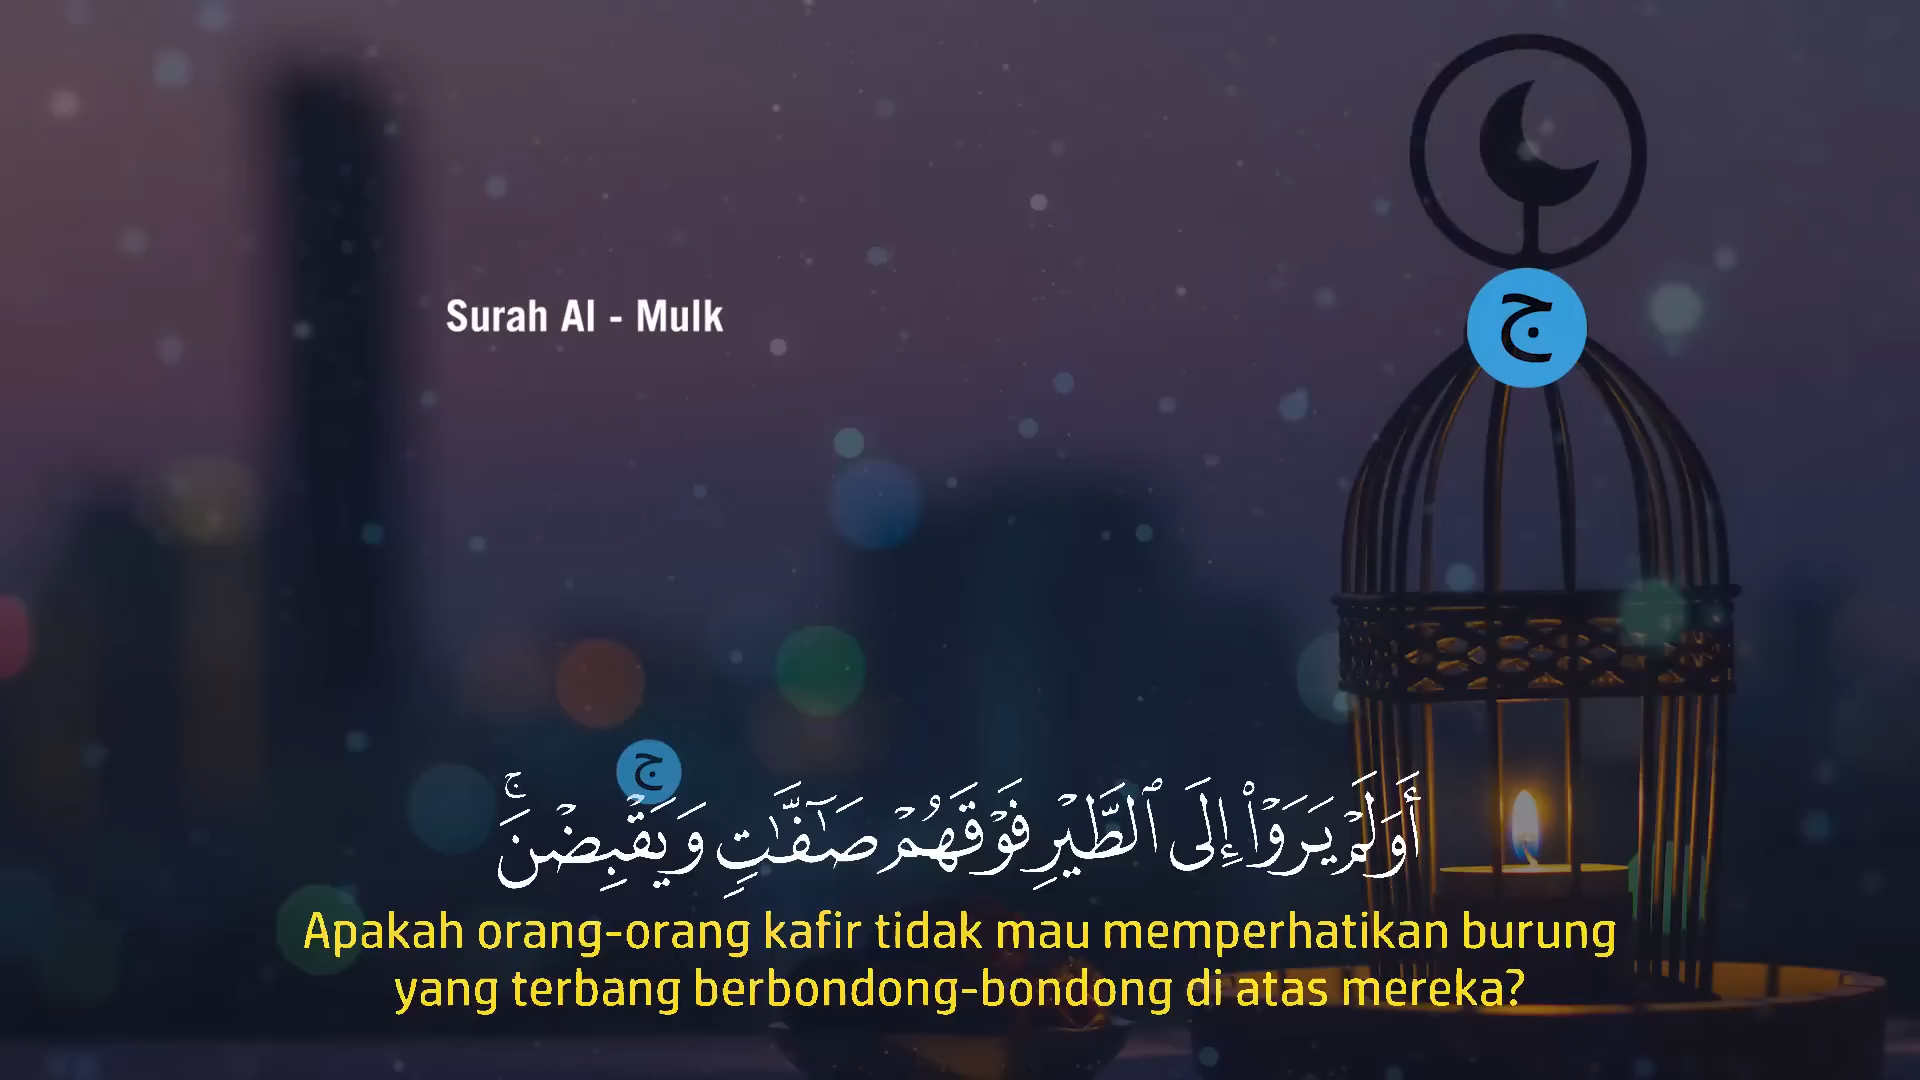 Surah Al - Mulk
ج
ج
أَوَلَمْ يَرَوْا۟ إِلَى ٱلطَّيْرِ فَوْقَهُمْ صَـٰٓفَّـٰتٍ وَيَقْبِضْنَ ۚ
Apakah orang-orang kafir tidak mau memperhatikan burung
yang terbang berbondong-bondong di atas mereka?